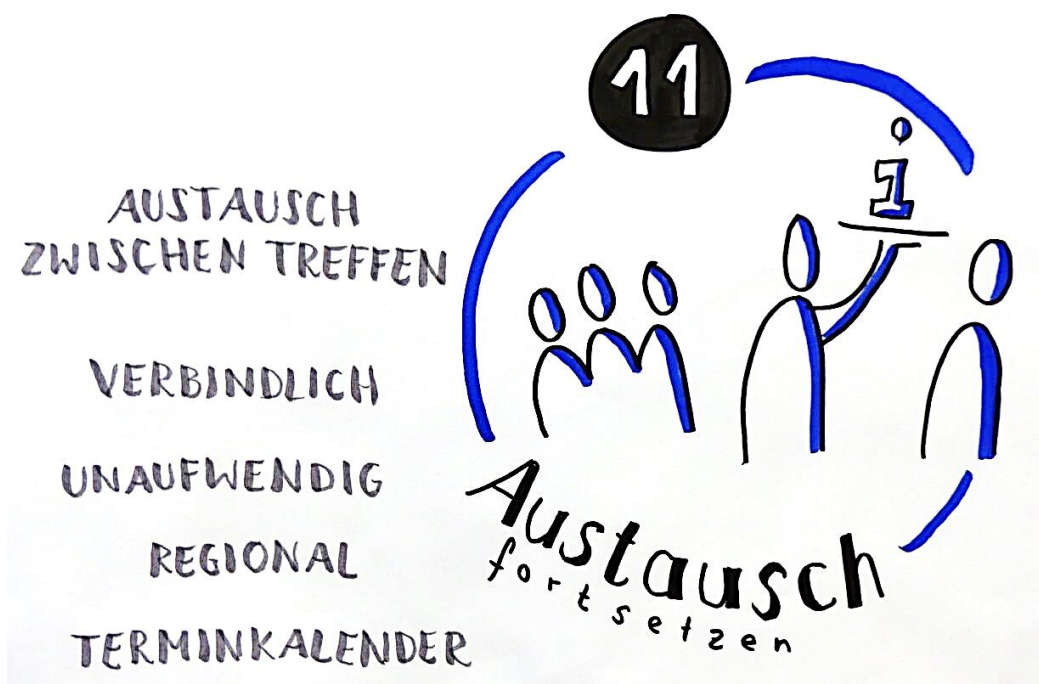 11
AUSTAUSCH
ZWISCHEN TREFFEN
VERBINDLICH
UNAUFWENDIG
REGIONAL
TERMINKALENDER
i
Austausch
fortsetzen